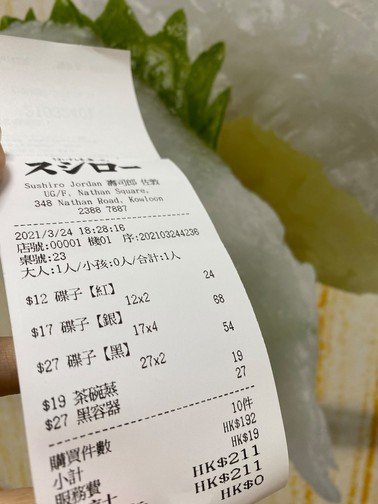 スシロー
Sushiro Jordan 壽司郎 佐敦
UG/F, Nathan Square,
348 Nathan Road, Kowloon
2388 7887
2021/3/24 18:28:16
店號:00001 機01 序:202103244236
桌號:23
大人:1人/小孩:0人/合計:1人
$12 碟子【紅】 12x2 24
$17 碟子【銀】 17x4 68
$27 碟子【黑】 27x2 54
$19 茶碗蒸 19
$27 黑容器 27
購買件數 10件
小計 HK$192
服務費 HK$19
HK$211
HK$211
HK$0